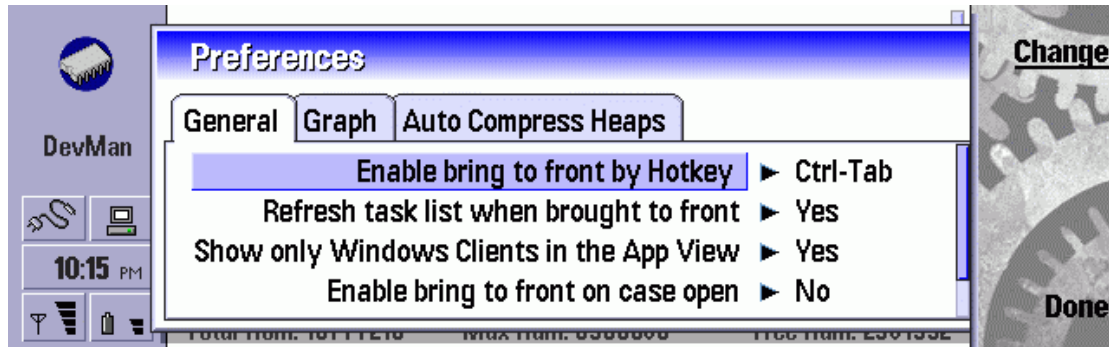 Preferences
Change
General Graph Auto Compress Heaps
DevMan
Enable bring to front by Hotkey Ctrl-Tab
Refresh task list when brought to front Yes
Show only Windows Clients in the App View Yes
10:15 PM
Enable bring to front on case open No
Done